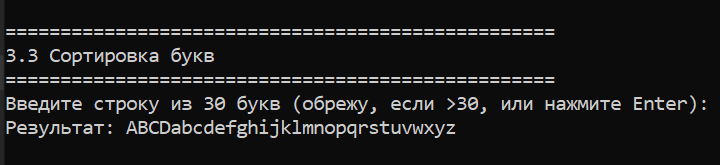 ==================================================
3.3 Сортировка букв
==================================================
Введите строку из 30 букв (обрежу, если >30, или нажмите Enter):
Результат: ABCDabcdefghijklmnopqrstuvwxyz